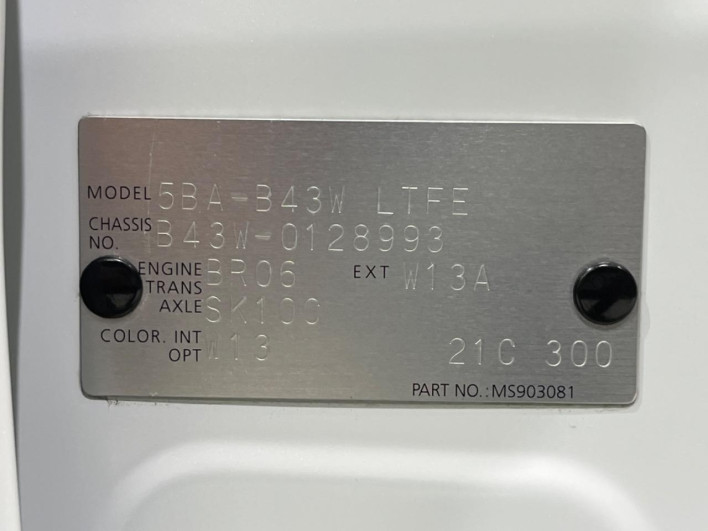 MODEL 5BA-B43W LTFE
CHASSIS NO. B43W-0128993
ENGINE BR06 EXT W13A
TRANS AXLE SK100
COLOR. INT W13
OPT 21C 300
PART NO.:MS903081